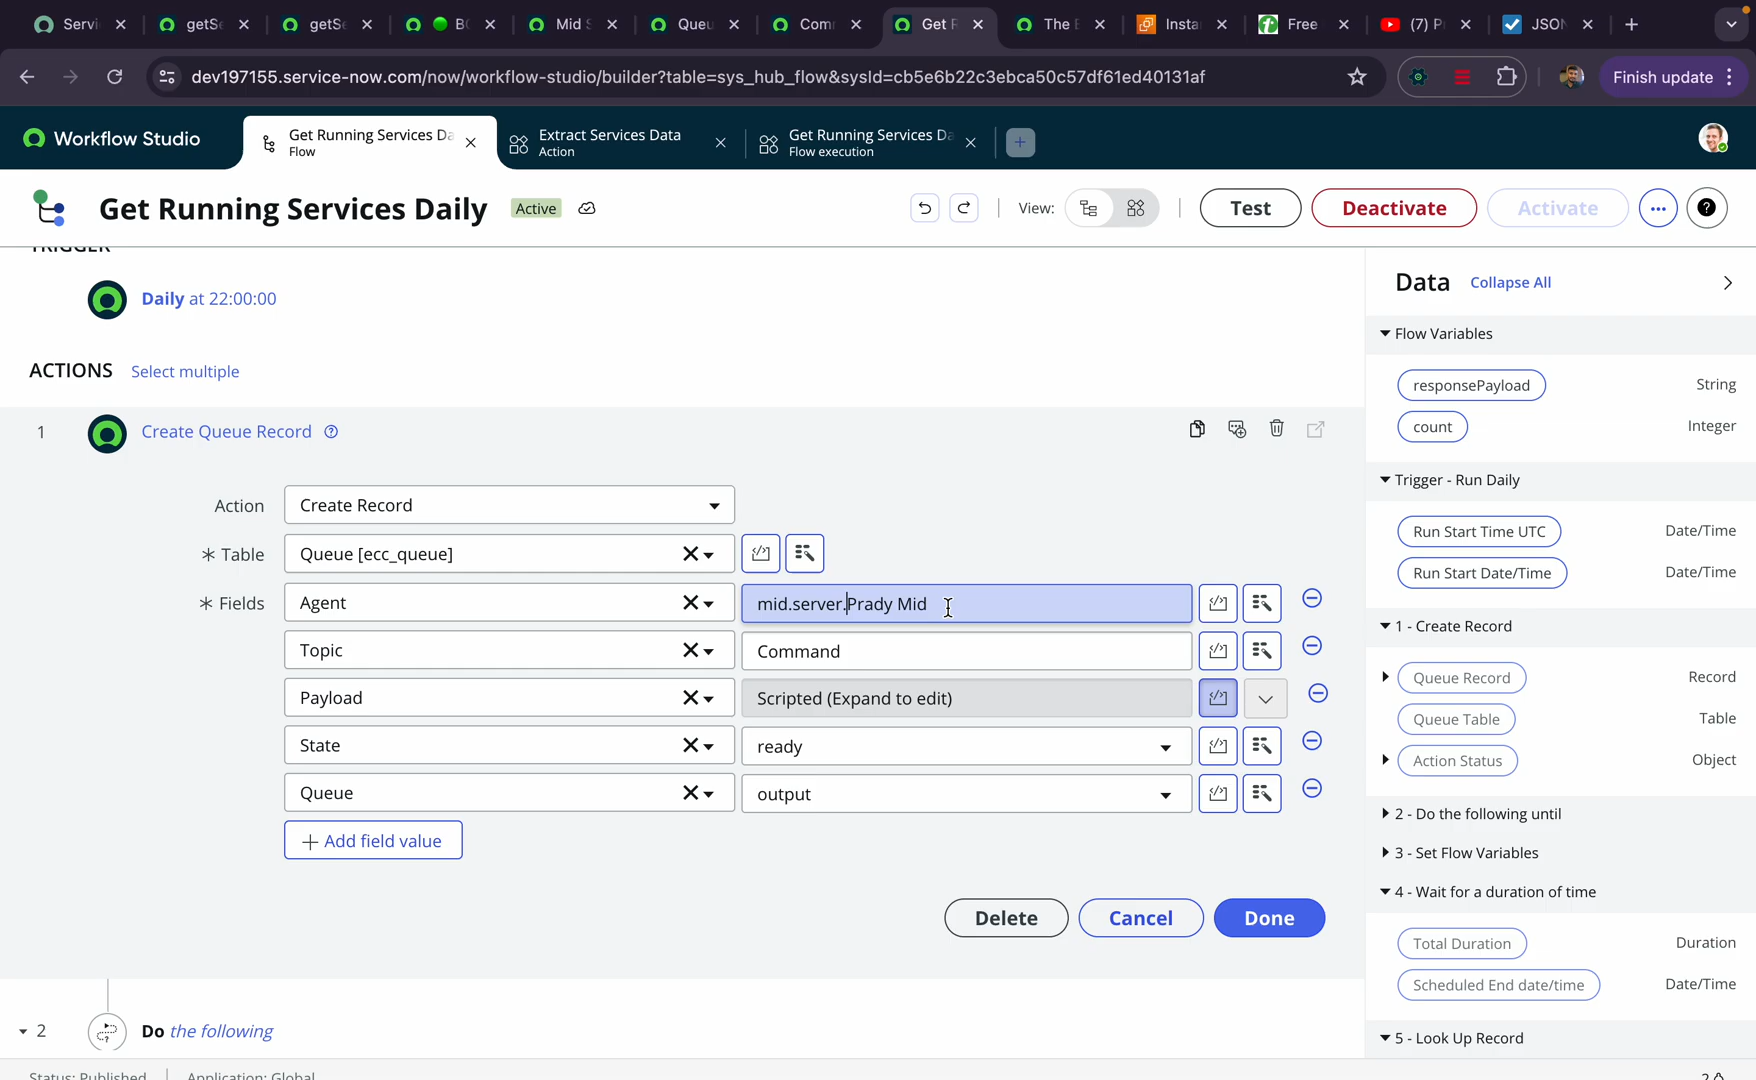 Servi
getS
getS
BC
Mid S
Queu
Comr
Get R
The E
Insta
Free
(7) P
JSON
dev197155.service-now.com/now/workflow-studio/builder?table=sys_hub_flow&sysId=cb5e6b22c3ebca50c57df61ed40131af
Finish update
Workflow Studio
Get Running Services Da
Flow
Extract Services Data
Action
Get Running Services Da
Flow execution
Get Running Services Daily
Active
View:
Test
Deactivate
Activate
TRIGGER
Daily at 22:00:00
ACTIONS
Select multiple
1
Create Queue Record
Action
Create Record
* Table
Queue [ecc_queue]
* Fields
Agent
mid.server.Prady Mid
Topic
Command
Payload
Scripted (Expand to edit)
State
ready
Queue
output
+ Add field value
Delete
Cancel
Done
2
Do the following
Status: Published
Application: Global
Data
Collapse All
Flow Variables
responsePayload
String
count
Integer
Trigger - Run Daily
Run Start Time UTC
Date/Time
Run Start Date/Time
Date/Time
1 - Create Record
Queue Record
Record
Queue Table
Table
Action Status
Object
2 - Do the following until
3 - Set Flow Variables
4 - Wait for a duration of time
Total Duration
Duration
Scheduled End date/time
Date/Time
5 - Look Up Record